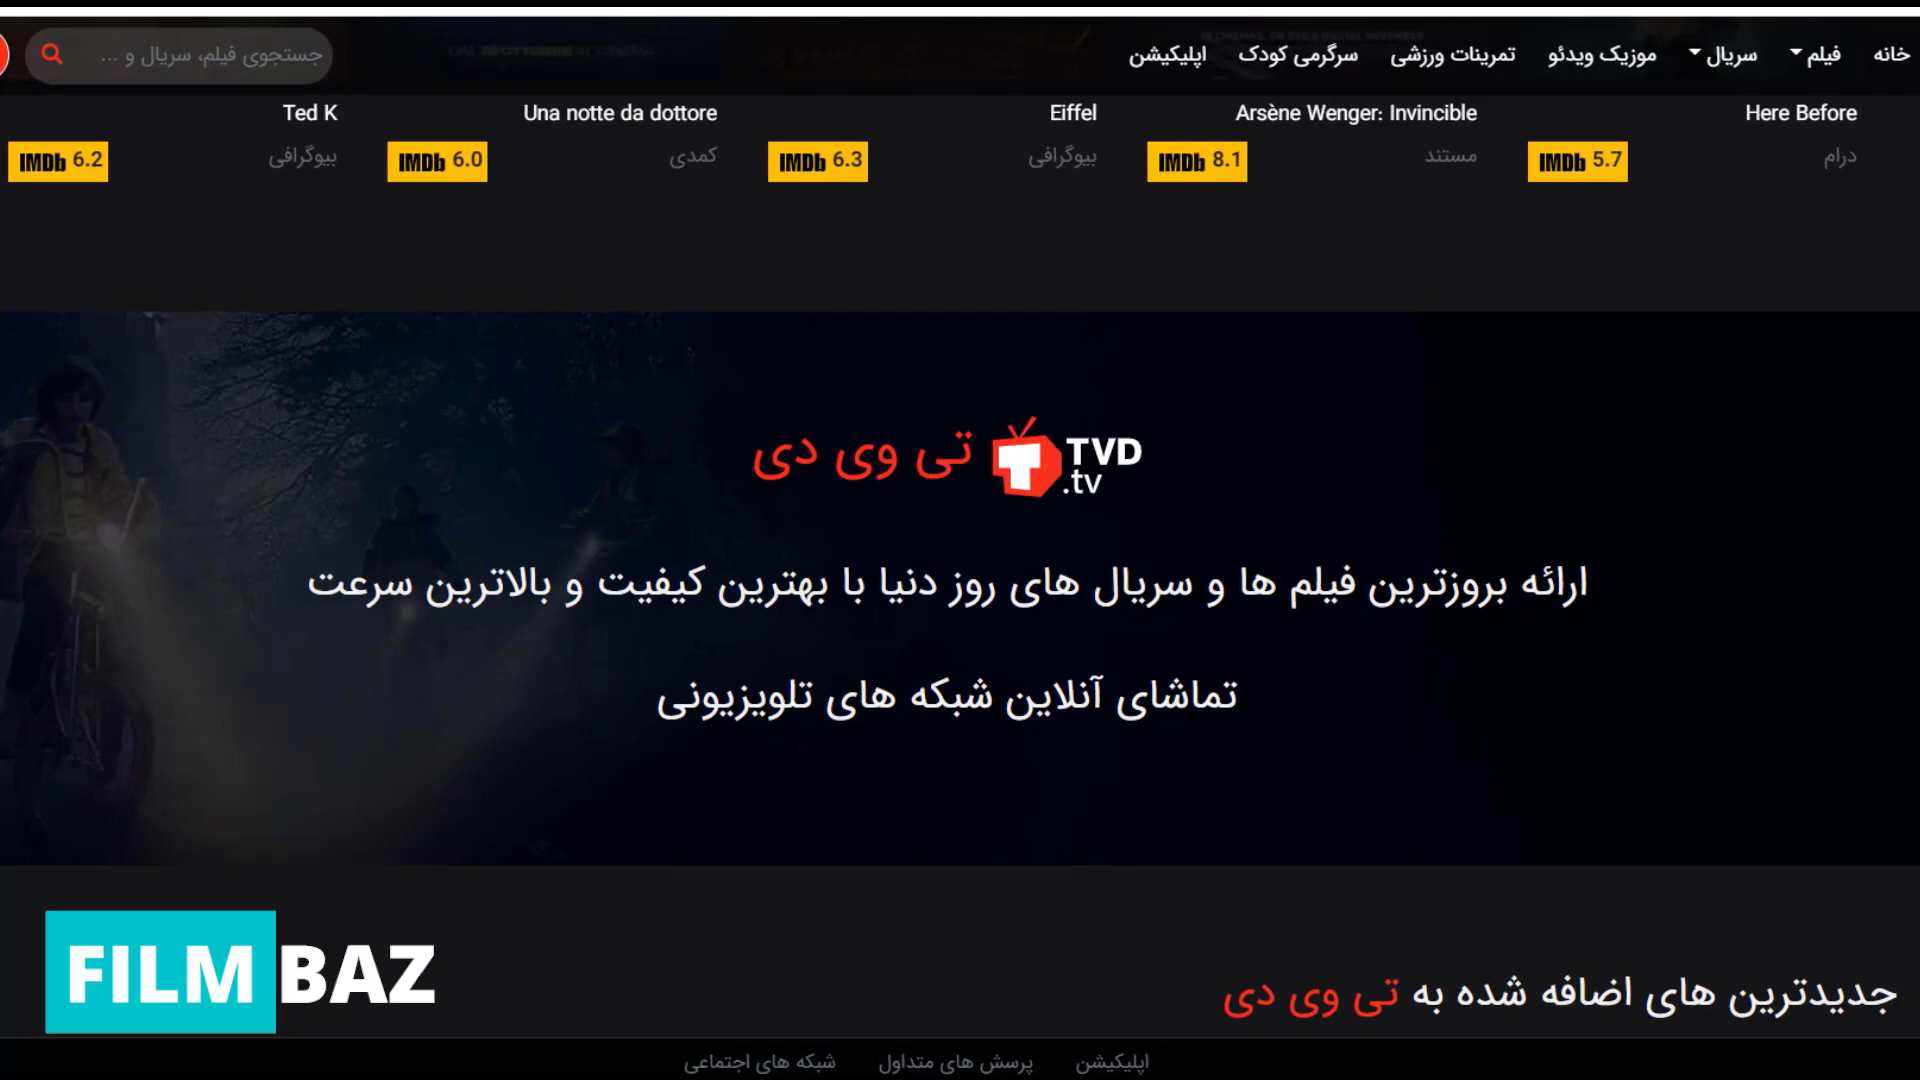 خانه فیلم سریال موزیک ویدئو تمرینات ورزشی سرگرمی کودک اپلیکیشن جستجوی فیلم، سریال و ...
Here Before
درام
IMDb 5.7
Arsène Wenger: Invincible
مستند
IMDb 8.1
Eiffel
بیوگرافی
IMDb 6.3
Una notte da dottore
کمدی
IMDb 6.0
Ted K
بیوگرافی
IMDb 6.2
TVD
.tv
تی وی دی
ارائه بروزترین فیلم ها و سریال های روز دنیا با بهترین کیفیت و بالاترین سرعت
تماشای آنلاین شبکه های تلویزیونی
جدیدترین های اضافه شده به تی وی دی
FILM BAZ
اپلیکیشن پرسش های متداول شبکه های اجتماعی